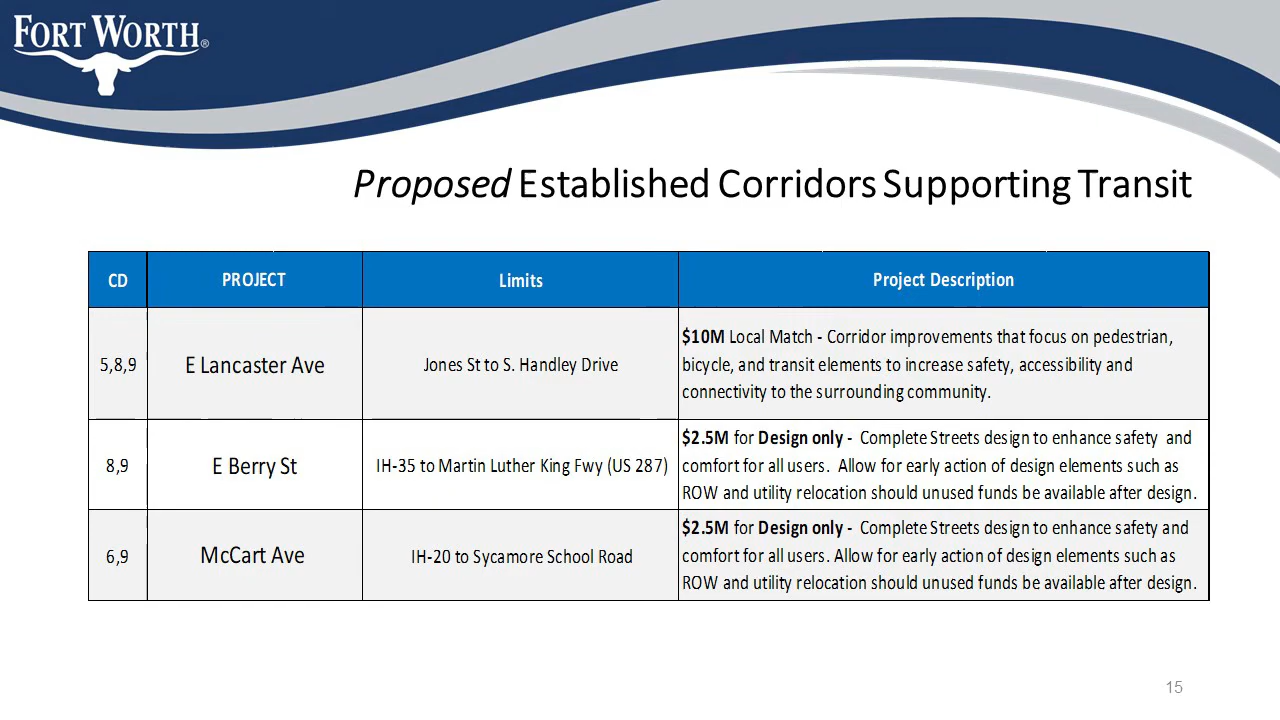 FORT WORTH®
Proposed Established Corridors Supporting Transit
CD PROJECT Limits Project Description
5,8,9 E Lancaster Ave Jones St to S. Handley Drive
$10M Local Match - Corridor improvements that focus on pedestrian,
bicycle, and transit elements to increase safety, accessibility and
connectivity to the surrounding community.
8,9 E Berry St IH-35 to Martin Luther King Fwy (US 287)
$2.5M for Design only - Complete Streets design to enhance safety and
comfort for all users. Allow for early action of design elements such as
ROW and utility relocation should unused funds be available after design.
6,9 McCart Ave IH-20 to Sycamore School Road
$2.5M for Design only - Complete Streets design to enhance safety and
comfort for all users. Allow for early action of design elements such as
ROW and utility relocation should unused funds be available after design.
15